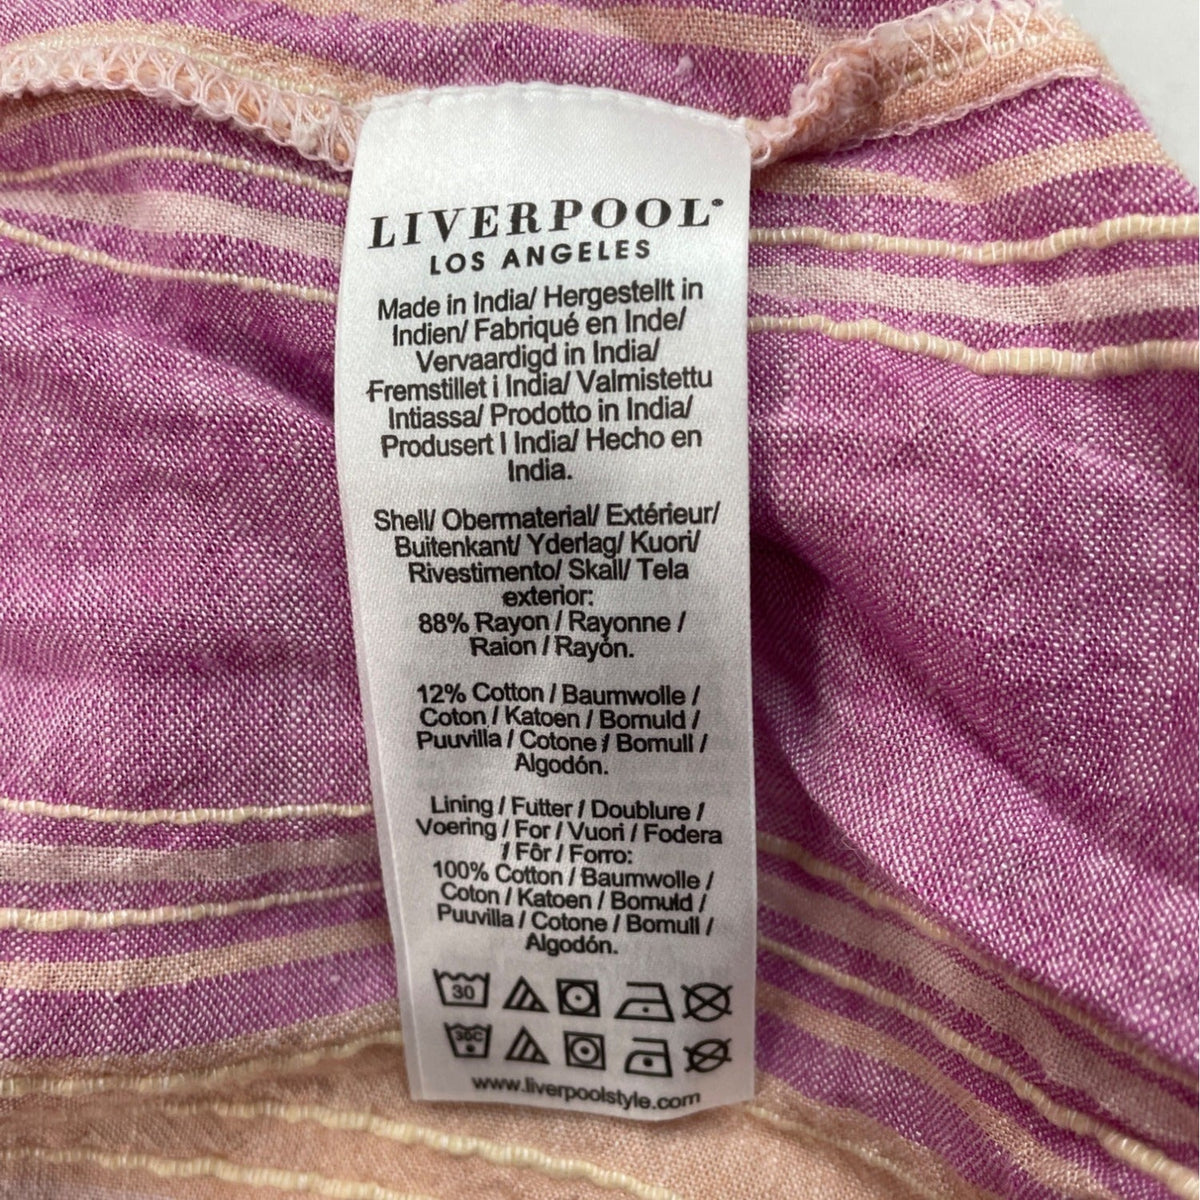 LIVERPOOL
LOS ANGELES
Made in India/ Hergestellt in
Indien/ Fabriqué en Inde/
Vervaardigd in India/
Fremstillet i India/ Valmistettu
Intiassa/ Prodotto in India/
Produsert I India/ Hecho en
India.
Shell/ Obermaterial/ Extérieur/
Buitenkant/ Yderlag/ Kuori/
Rivestimento/ Skall/ Tela
exterior:
88% Rayon / Rayonne /
Raion / Rayón.
12% Cotton / Baumwolle /
Coton / Katoen / Bomuld /
Puuvilla / Cotone / Bomull /
Algodón.
Lining / Futter / Doublure /
Voering / For / Vuori / Fodera
/ Fôr / Forro:
100% Cotton / Baumwolle /
Coton / Katoen / Bomuld /
Puuvilla / Cotone / Bomull /
Algodón.
30
30C
www.liverpoolstyle.com